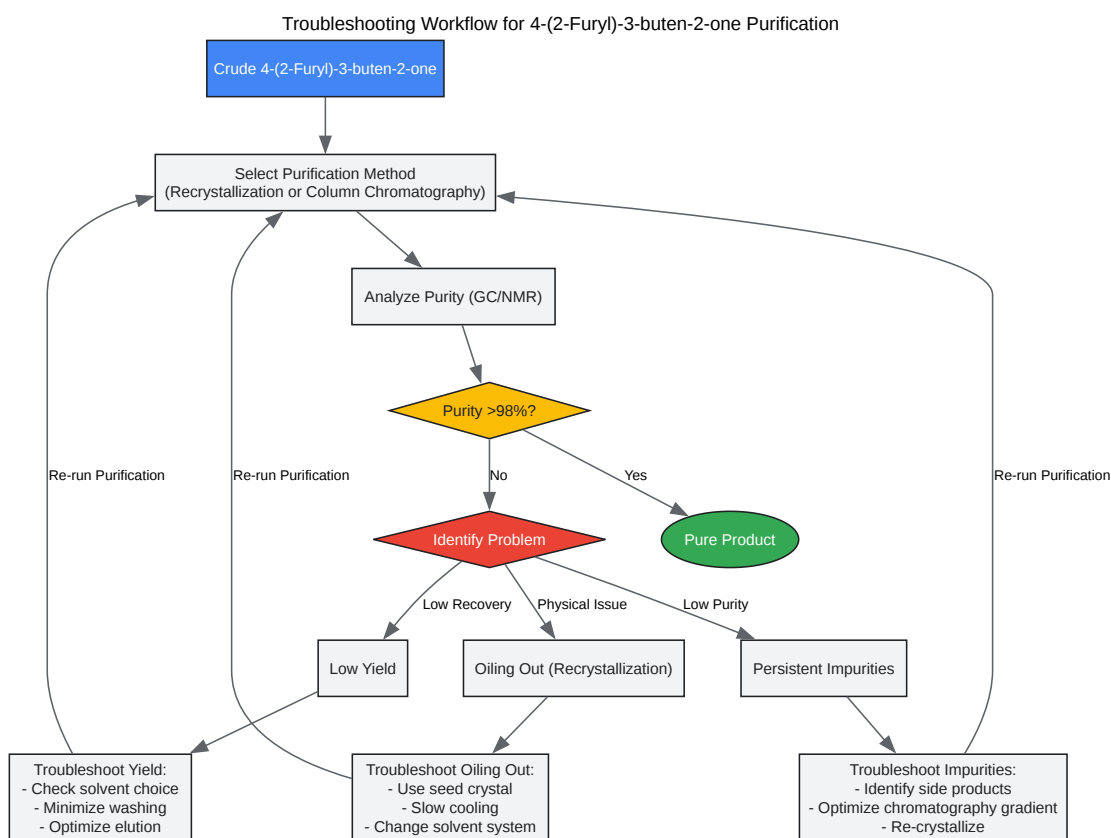 Troubleshooting Workflow for 4-(2-Furyl)-3-buten-2-one Purification
Crude 4-(2-Furyl)-3-buten-2-one
Select Purification Method
(Recrystallization or Column Chromatography)
Analyze Purity (GC/NMR)
Purity >98%?
Re-run Purification
Re-run Purification
No
Yes
Re-run Purification
Identify Problem
Pure Product
Low Recovery
Physical Issue
Low Purity
Low Yield
Oiling Out (Recrystallization)
Persistent Impurities
Troubleshoot Yield:
- Check solvent choice
- Minimize washing
- Optimize elution
Troubleshoot Oiling Out:
- Use seed crystal
- Slow cooling
- Change solvent system
Troubleshoot Impurities:
- Identify side products
- Optimize chromatography gradient
- Re-crystallize